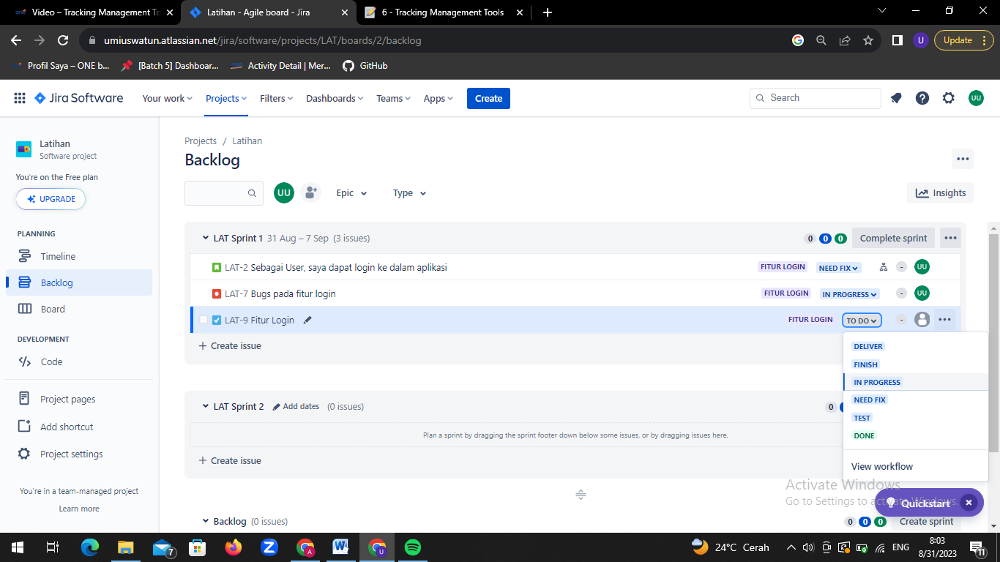 Video – Tracking Management To
Latihan - Agile board - Jira
6 - Tracking Management Tools
umiuswatun.atlassian.net/jira/software/projects/LAT/boards/2/backlog
U
Update
Profil Saya – ONE b...
[Batch 5] Dashboar...
Activity Detail | Mer...
GitHub
Jira Software
Your work
Projects
Filters
Dashboards
Teams
Apps
Create
Search
UU
Latihan
Software project
You're on the Free plan
UPGRADE
PLANNING
Timeline
Backlog
Board
DEVELOPMENT
Code
Project pages
Add shortcut
Project settings
You're in a team-managed project
Learn more
Projects / Latihan
Backlog
UU
Epic
Type
Insights
LAT Sprint 1 31 Aug – 7 Sep (3 issues)
0 0 0
Complete sprint
LAT-2 Sebagai User, saya dapat login ke dalam aplikasi
FITUR LOGIN
NEED FIX
-
UU
LAT-7 Bugs pada fitur login
FITUR LOGIN
IN PROGRESS
-
UU
LAT-9 Fitur Login
FITUR LOGIN
TO DO
-
+ Create issue
DELIVER
FINISH
IN PROGRESS
NEED FIX
TEST
DONE
View workflow
LAT Sprint 2 Add dates (0 issues)
0
Plan a sprint by dragging the sprint footer down below some issues, or by dragging issues here.
+ Create issue
Activate Windows
Go to Settings to activate Windows.
Quickstart
Backlog (0 issues)
0 0 0
Create sprint
7
A
U
24°C Cerah
ENG
8:03
8/31/2023
11